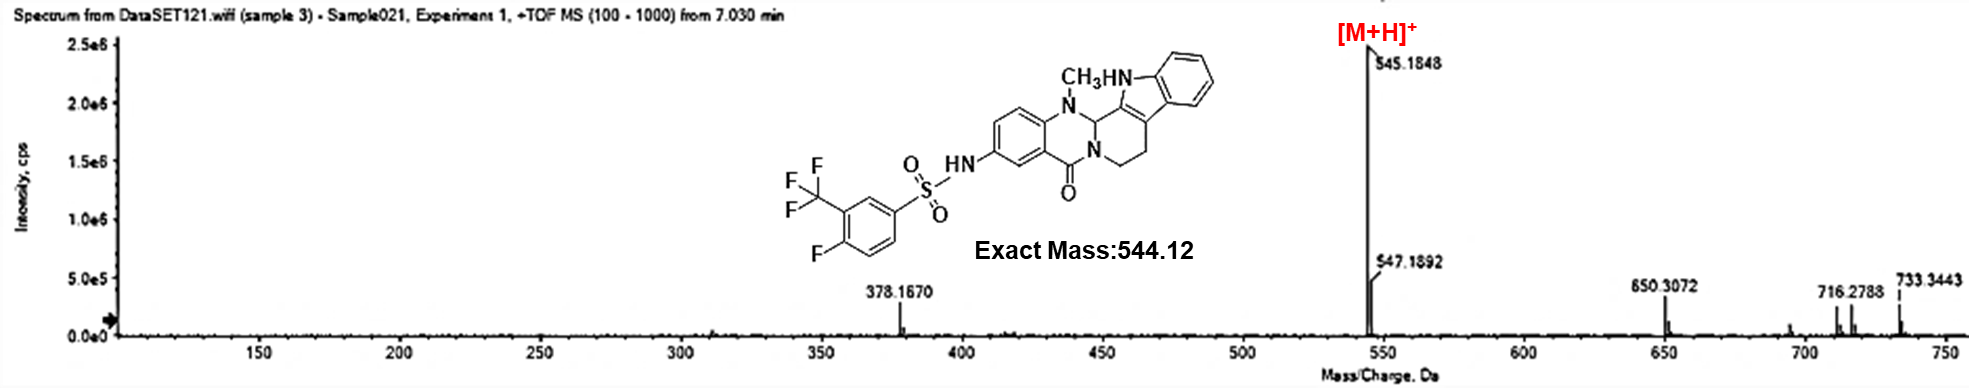 Spectrum from DataSET121.wiff (sample 3) - Sample021, Experiment 1, +TOF MS (100 - 1000) from 7.030 min
[M+H]+
2.5e6
545.1848
CH3 HN
2.0e6
N
Intensity, cps
1.5e6
N
O HN
F
F S O
F O
1.0e6
F
Exact Mass:544.12
547.1892
5.0e5
378.1670
650.3072
716.2788
733.3443
0.0e0
150 200 250 300 350 400 450 500 550 600 650 700 750
Mass/Charge, Da